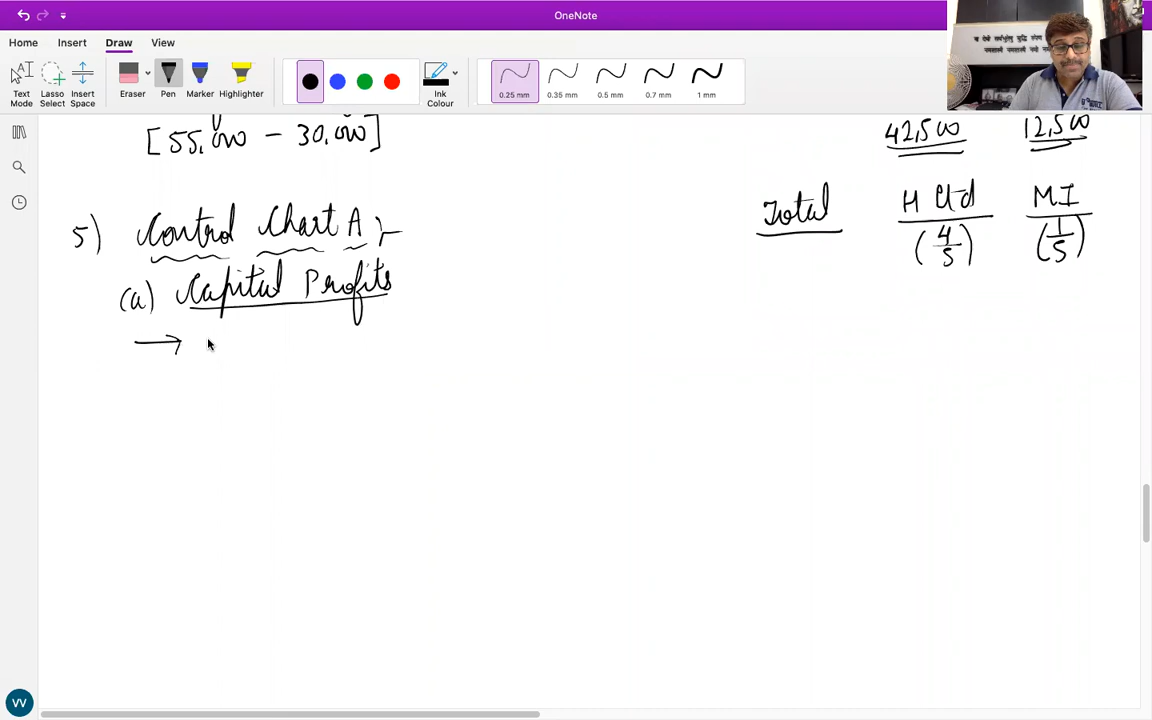 OneNote
Home Insert Draw View
Text Mode
Lasso Select
Insert Space
Eraser
Pen
Marker
Highlighter
Ink Colour
0.25 mm
0.35 mm
0.5 mm
0.7 mm
1 mm
[55,000 - 30,000]
42,500 12,500
5) Control Chart A :-
Total H Ltd MI
(4/5) (1/5)
(a) Capital Profits
→
VV